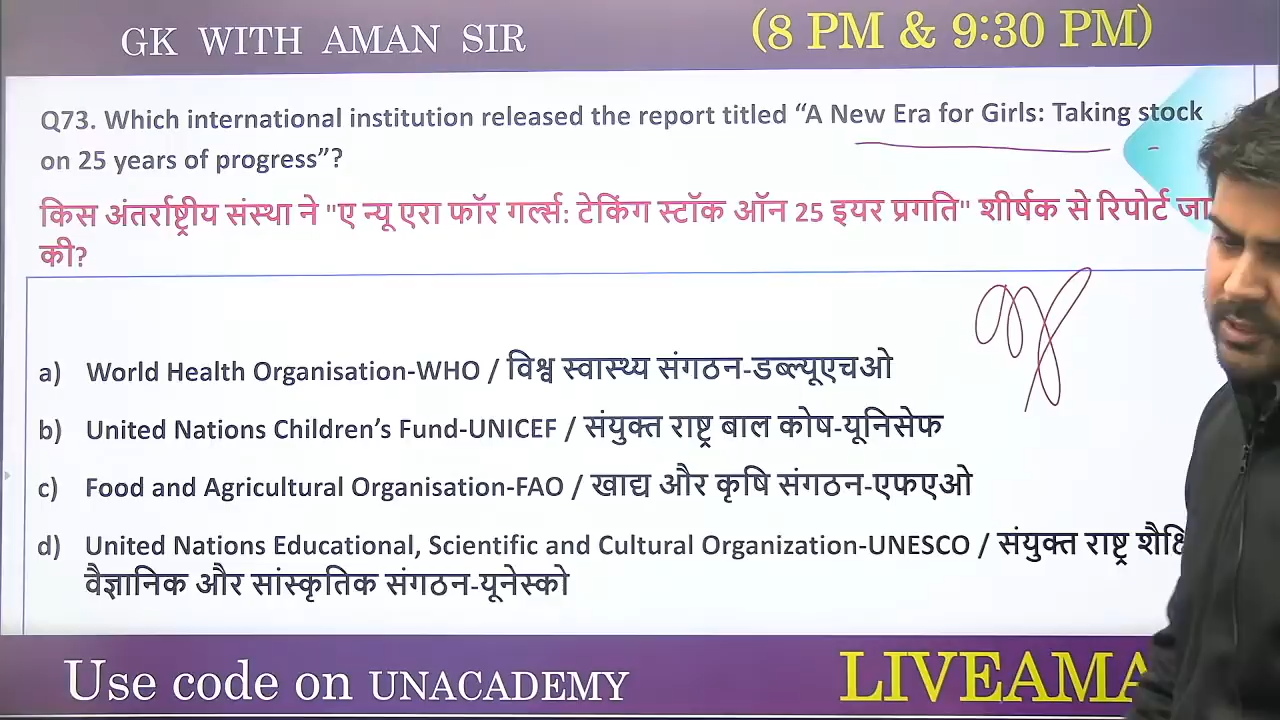 GK WITH AMAN SIR
(8 PM & 9:30 PM)
Q73. Which international institution released the report titled “A New Era for Girls: Taking stock
on 25 years of progress”?
किस अंतर्राष्ट्रीय संस्था ने "ए न्यू एरा फॉर गर्ल्स: टेकिंग स्टॉक ऑन 25 इयर प्रगति" शीर्षक से रिपोर्ट जा
की?
a) World Health Organisation-WHO / विश्व स्वास्थ्य संगठन-डब्ल्यूएचओ
b) United Nations Children’s Fund-UNICEF / संयुक्त राष्ट्र बाल कोष-यूनिसेफ
c) Food and Agricultural Organisation-FAO / खाद्य और कृषि संगठन-एफएओ
d) United Nations Educational, Scientific and Cultural Organization-UNESCO / संयुक्त राष्ट्र
वैज्ञानिक और सांस्कृतिक संगठन-यूनेस्को
Use code on UNACADEMY
LIVEAMA